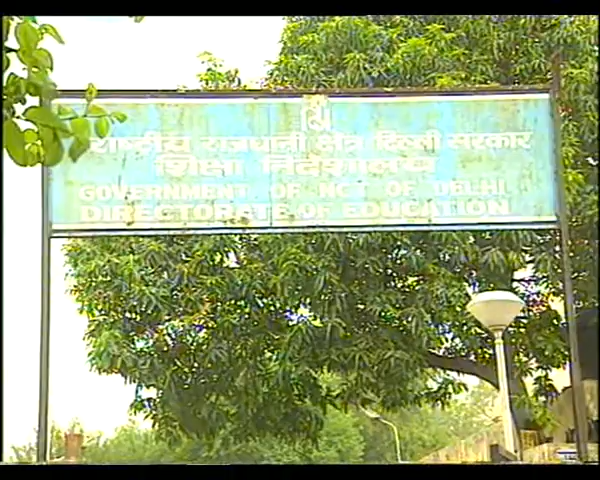 राष्ट्रीय राजधानी क्षेत्र दिल्ली सरकार
शिक्षा निदेशालय
GOVERNMENT OF NCT OF DELHI
DIRECTORATE OF EDUCATION